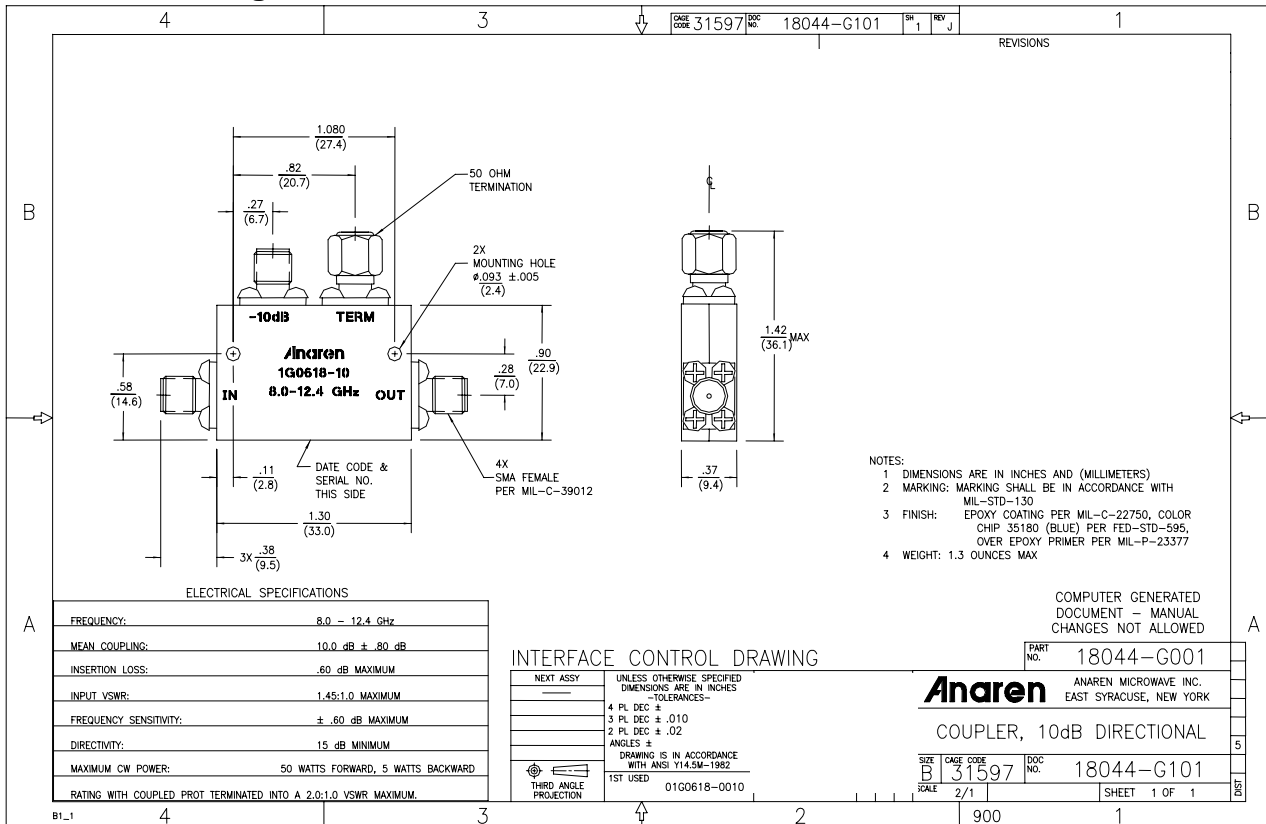 4 3 1
CAGE CODE 31597 DOC NO. 18044-G101 SH 1 REV J
REVISIONS
1.080
(27.4)
.82
(20.7)
.27
(6.7)
50 OHM
TERMINATION
2X
MOUNTING HOLE
ø.093 ±.005
(2.4)
B B
-10dB TERM
Anaren
1G0618-10
8.0-12.4 GHz
IN OUT
.58
(14.6)
.90
(22.9)
.28
(7.0)
.11
(2.8)
DATE CODE &
SERIAL NO.
THIS SIDE
4X
SMA FEMALE
PER MIL-C-39012
1.30
(33.0)
3X .38
(9.5)
1.42
(36.1) MAX
.37
(9.4)
NOTES:
1 DIMENSIONS ARE IN INCHES AND (MILLIMETERS)
2 MARKING: MARKING SHALL BE IN ACCORDANCE WITH
MIL-STD-130
3 FINISH: EPOXY COATING PER MIL-C-22750, COLOR
CHIP 35180 (BLUE) PER FED-STD-595,
OVER EPOXY PRIMER PER MIL-P-23377
4 WEIGHT: 1.3 OUNCES MAX
ELECTRICAL SPECIFICATIONS
FREQUENCY: 8.0 - 12.4 GHz
MEAN COUPLING: 10.0 dB ± .80 dB
INSERTION LOSS: .60 dB MAXIMUM
INPUT VSWR: 1.45:1.0 MAXIMUM
FREQUENCY SENSITIVITY: ± .60 dB MAXIMUM
DIRECTIVITY: 15 dB MINIMUM
MAXIMUM CW POWER: 50 WATTS FORWARD, 5 WATTS BACKWARD
RATING WITH COUPLED PROT TERMINATED INTO A 2.0:1.0 VSWR MAXIMUM.
A A
COMPUTER GENERATED
DOCUMENT - MANUAL
CHANGES NOT ALLOWED
INTERFACE CONTROL DRAWING
NEXT ASSY
UNLESS OTHERWISE SPECIFIED
DIMENSIONS ARE IN INCHES
-TOLERANCES-
4 PL DEC ±
3 PL DEC ± .010
2 PL DEC ± .02
ANGLES ±
DRAWING IS IN ACCORDANCE
WITH ANSI Y14.5M-1982
THIRD ANGLE
PROJECTION
1ST USED
01G0618-0010
PART NO. 18044-G001
Anaren
ANAREN MICROWAVE INC.
EAST SYRACUSE, NEW YORK
COUPLER, 10dB DIRECTIONAL
SIZE B CAGE CODE 31597 DOC NO. 18044-G101
SCALE 2/1 SHEET 1 OF 1
5
DIST
B1_1 4 3 2 900 1